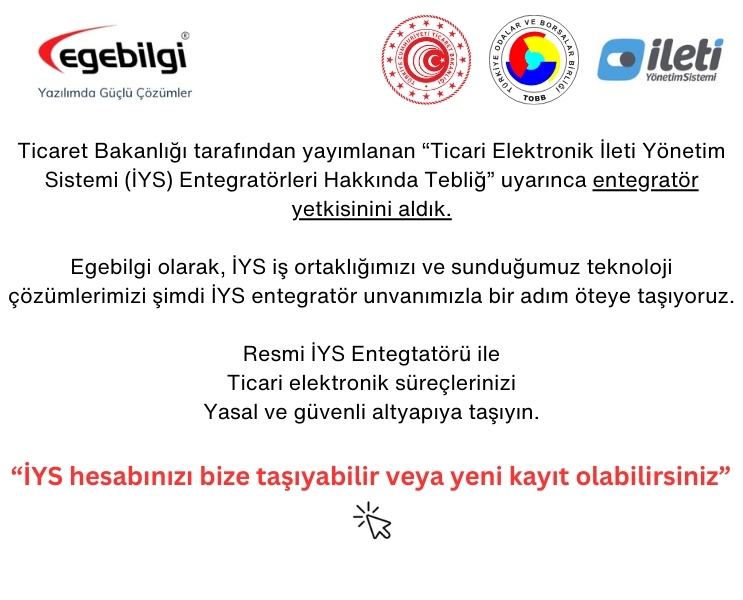 egebilgi®
Yazılımda Güçlü Çözümler
TÜRKİYE CUMHURİYETİ TİCARET BAKANLIĞI
TÜRKİYE ODALAR VE BORSALAR BİRLİĞİ
TOBB
ileti
YönetimSistemi
Ticaret Bakanlığı tarafından yayımlanan “Ticari Elektronik İleti Yönetim
Sistemi (İYS) Entegratörleri Hakkında Tebliğ” uyarınca entegratör
yetkisinini aldık.
Egebilgi olarak, İYS iş ortaklığımızı ve sunduğumuz teknoloji
çözümlerimizi şimdi İYS entegratör unvanımızla bir adım öteye taşıyoruz.
Resmi İYS Entegtatörü ile
Ticari elektronik süreçlerinizi
Yasal ve güvenli altyapıya taşıyın.
“İYS hesabınızı bize taşıyabilir veya yeni kayıt olabilirsiniz”